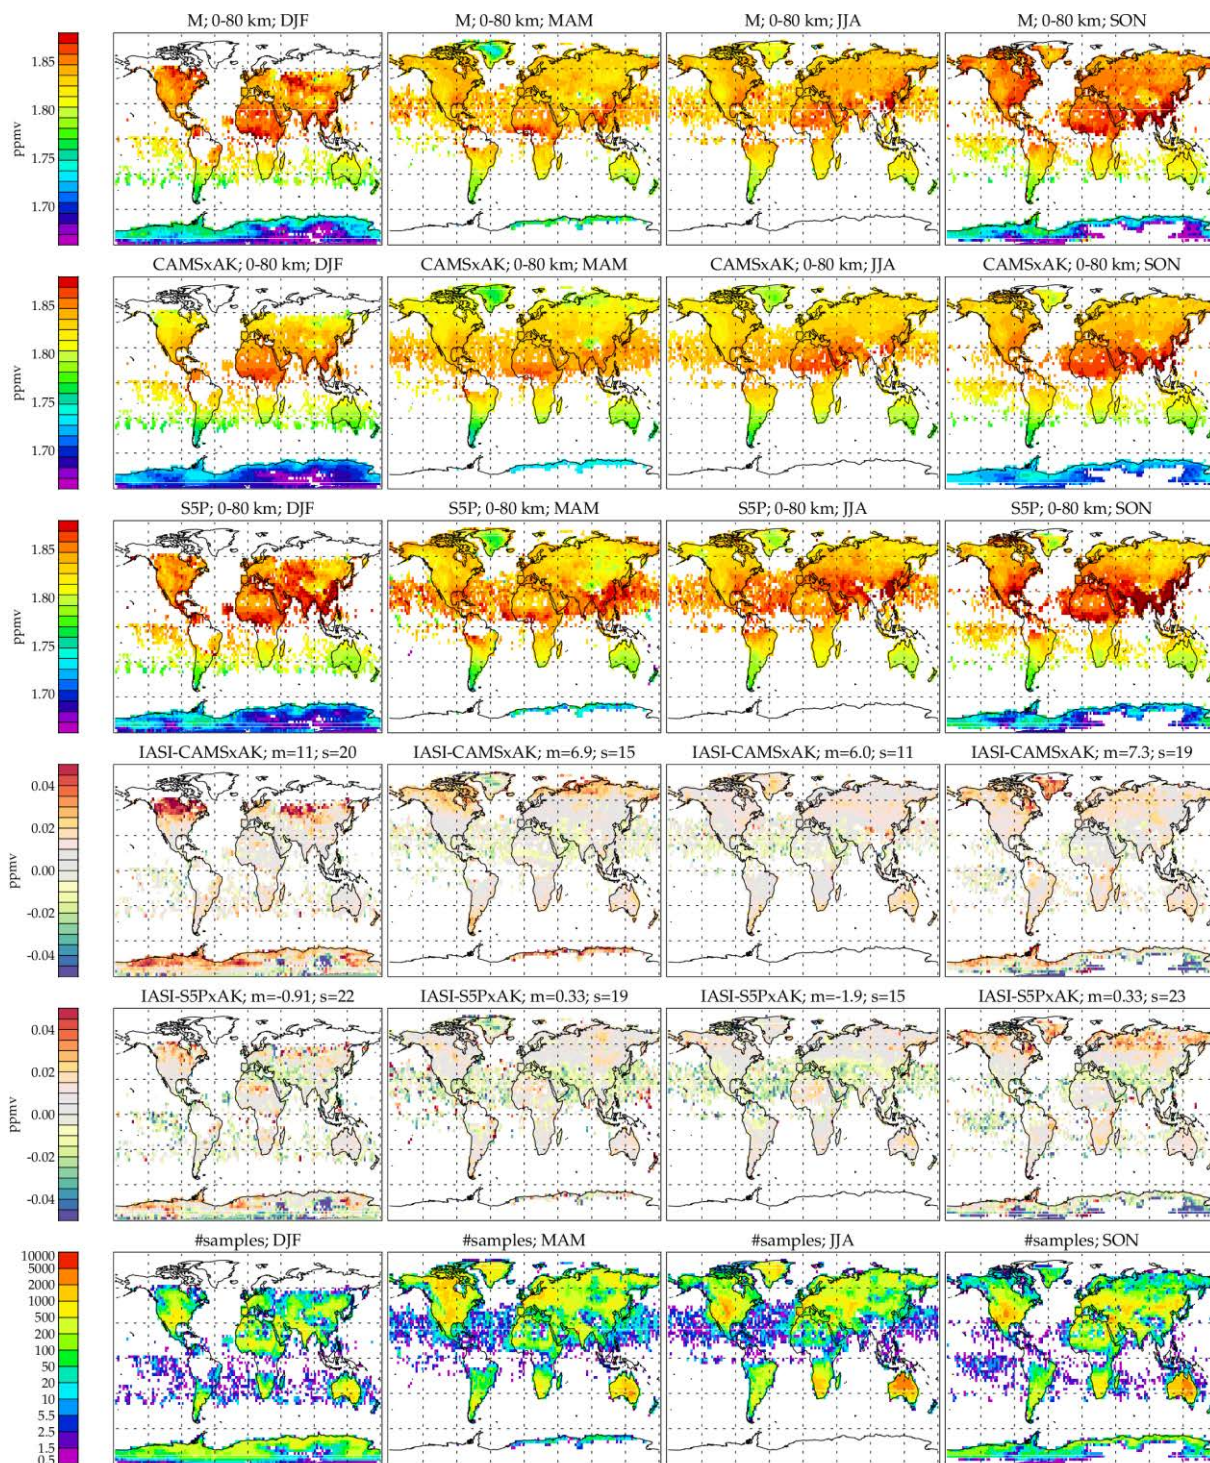 M; 0-80 km; DJF
M; 0-80 km; MAM
M; 0-80 km; JJA
M; 0-80 km; SON
1.85
1.80
1.75
1.70
ppmv
CAMSxAK; 0-80 km; DJF
CAMSxAK; 0-80 km; MAM
CAMSxAK; 0-80 km; JJA
CAMSxAK; 0-80 km; SON
1.85
1.80
1.75
1.70
ppmv
S5P; 0-80 km; DJF
S5P; 0-80 km; MAM
S5P; 0-80 km; JJA
S5P; 0-80 km; SON
1.85
1.80
1.75
1.70
ppmv
IASI-CAMSxAK; m=11; s=20
IASI-CAMSxAK; m=6.9; s=15
IASI-CAMSxAK; m=6.0; s=11
IASI-CAMSxAK; m=7.3; s=19
0.04
0.02
0.00
-0.02
-0.04
ppmv
IASI-S5PxAK; m=-0.91; s=22
IASI-S5PxAK; m=0.33; s=19
IASI-S5PxAK; m=-1.9; s=15
IASI-S5PxAK; m=0.33; s=23
0.04
0.02
0.00
-0.02
-0.04
ppmv
#samples; DJF
#samples; MAM
#samples; JJA
#samples; SON
10000
5000
2000
1000
500
200
100
50
20
10
5.5
2.5
1.5
0.5